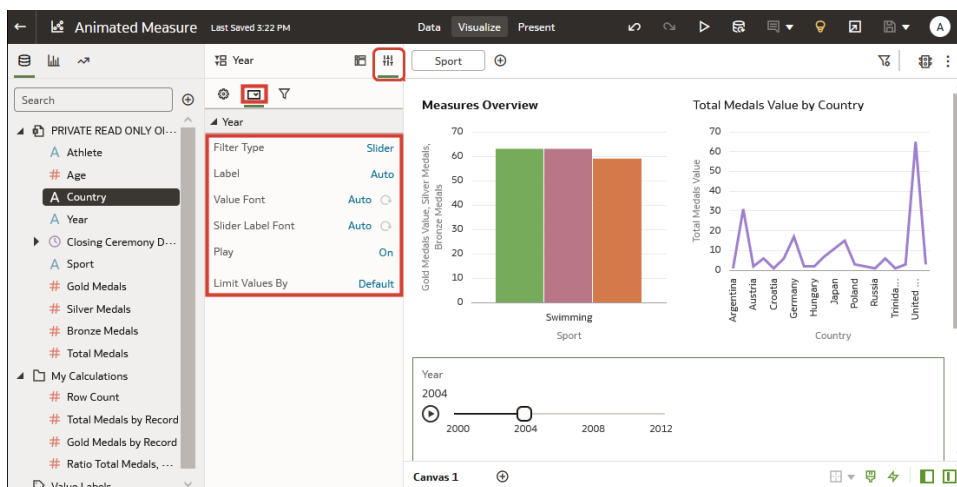 Animated Measure Last Saved 3:22 PM Data Visualize Present A
Year
Sport
Search
PRIVATE READ ONLY Ol...
A Athlete
# Age
A Country
A Year
Closing Ceremony D...
A Sport
# Gold Medals
# Silver Medals
# Bronze Medals
# Total Medals
My Calculations
# Row Count
# Total Medals by Record
# Gold Medals by Record
# Ratio Total Medals, ...
Value Labels
Year
Filter Type Slider
Label Auto
Value Font Auto
Slider Label Font Auto
Play On
Limit Values By Default
Measures Overview
Gold Medals Value, Silver Medals,
Bronze Medals
70
60
50
40
30
20
10
0
Swimming
Sport
Total Medals Value by Country
Total Medals Value
70
60
50
40
30
20
10
0
Argentina
Austria
Croatia
Germany
Hungary
Japan
Poland
Russia
Trinida...
United ...
Country
Year
2004
2000 2004 2008 2012
Canvas 1